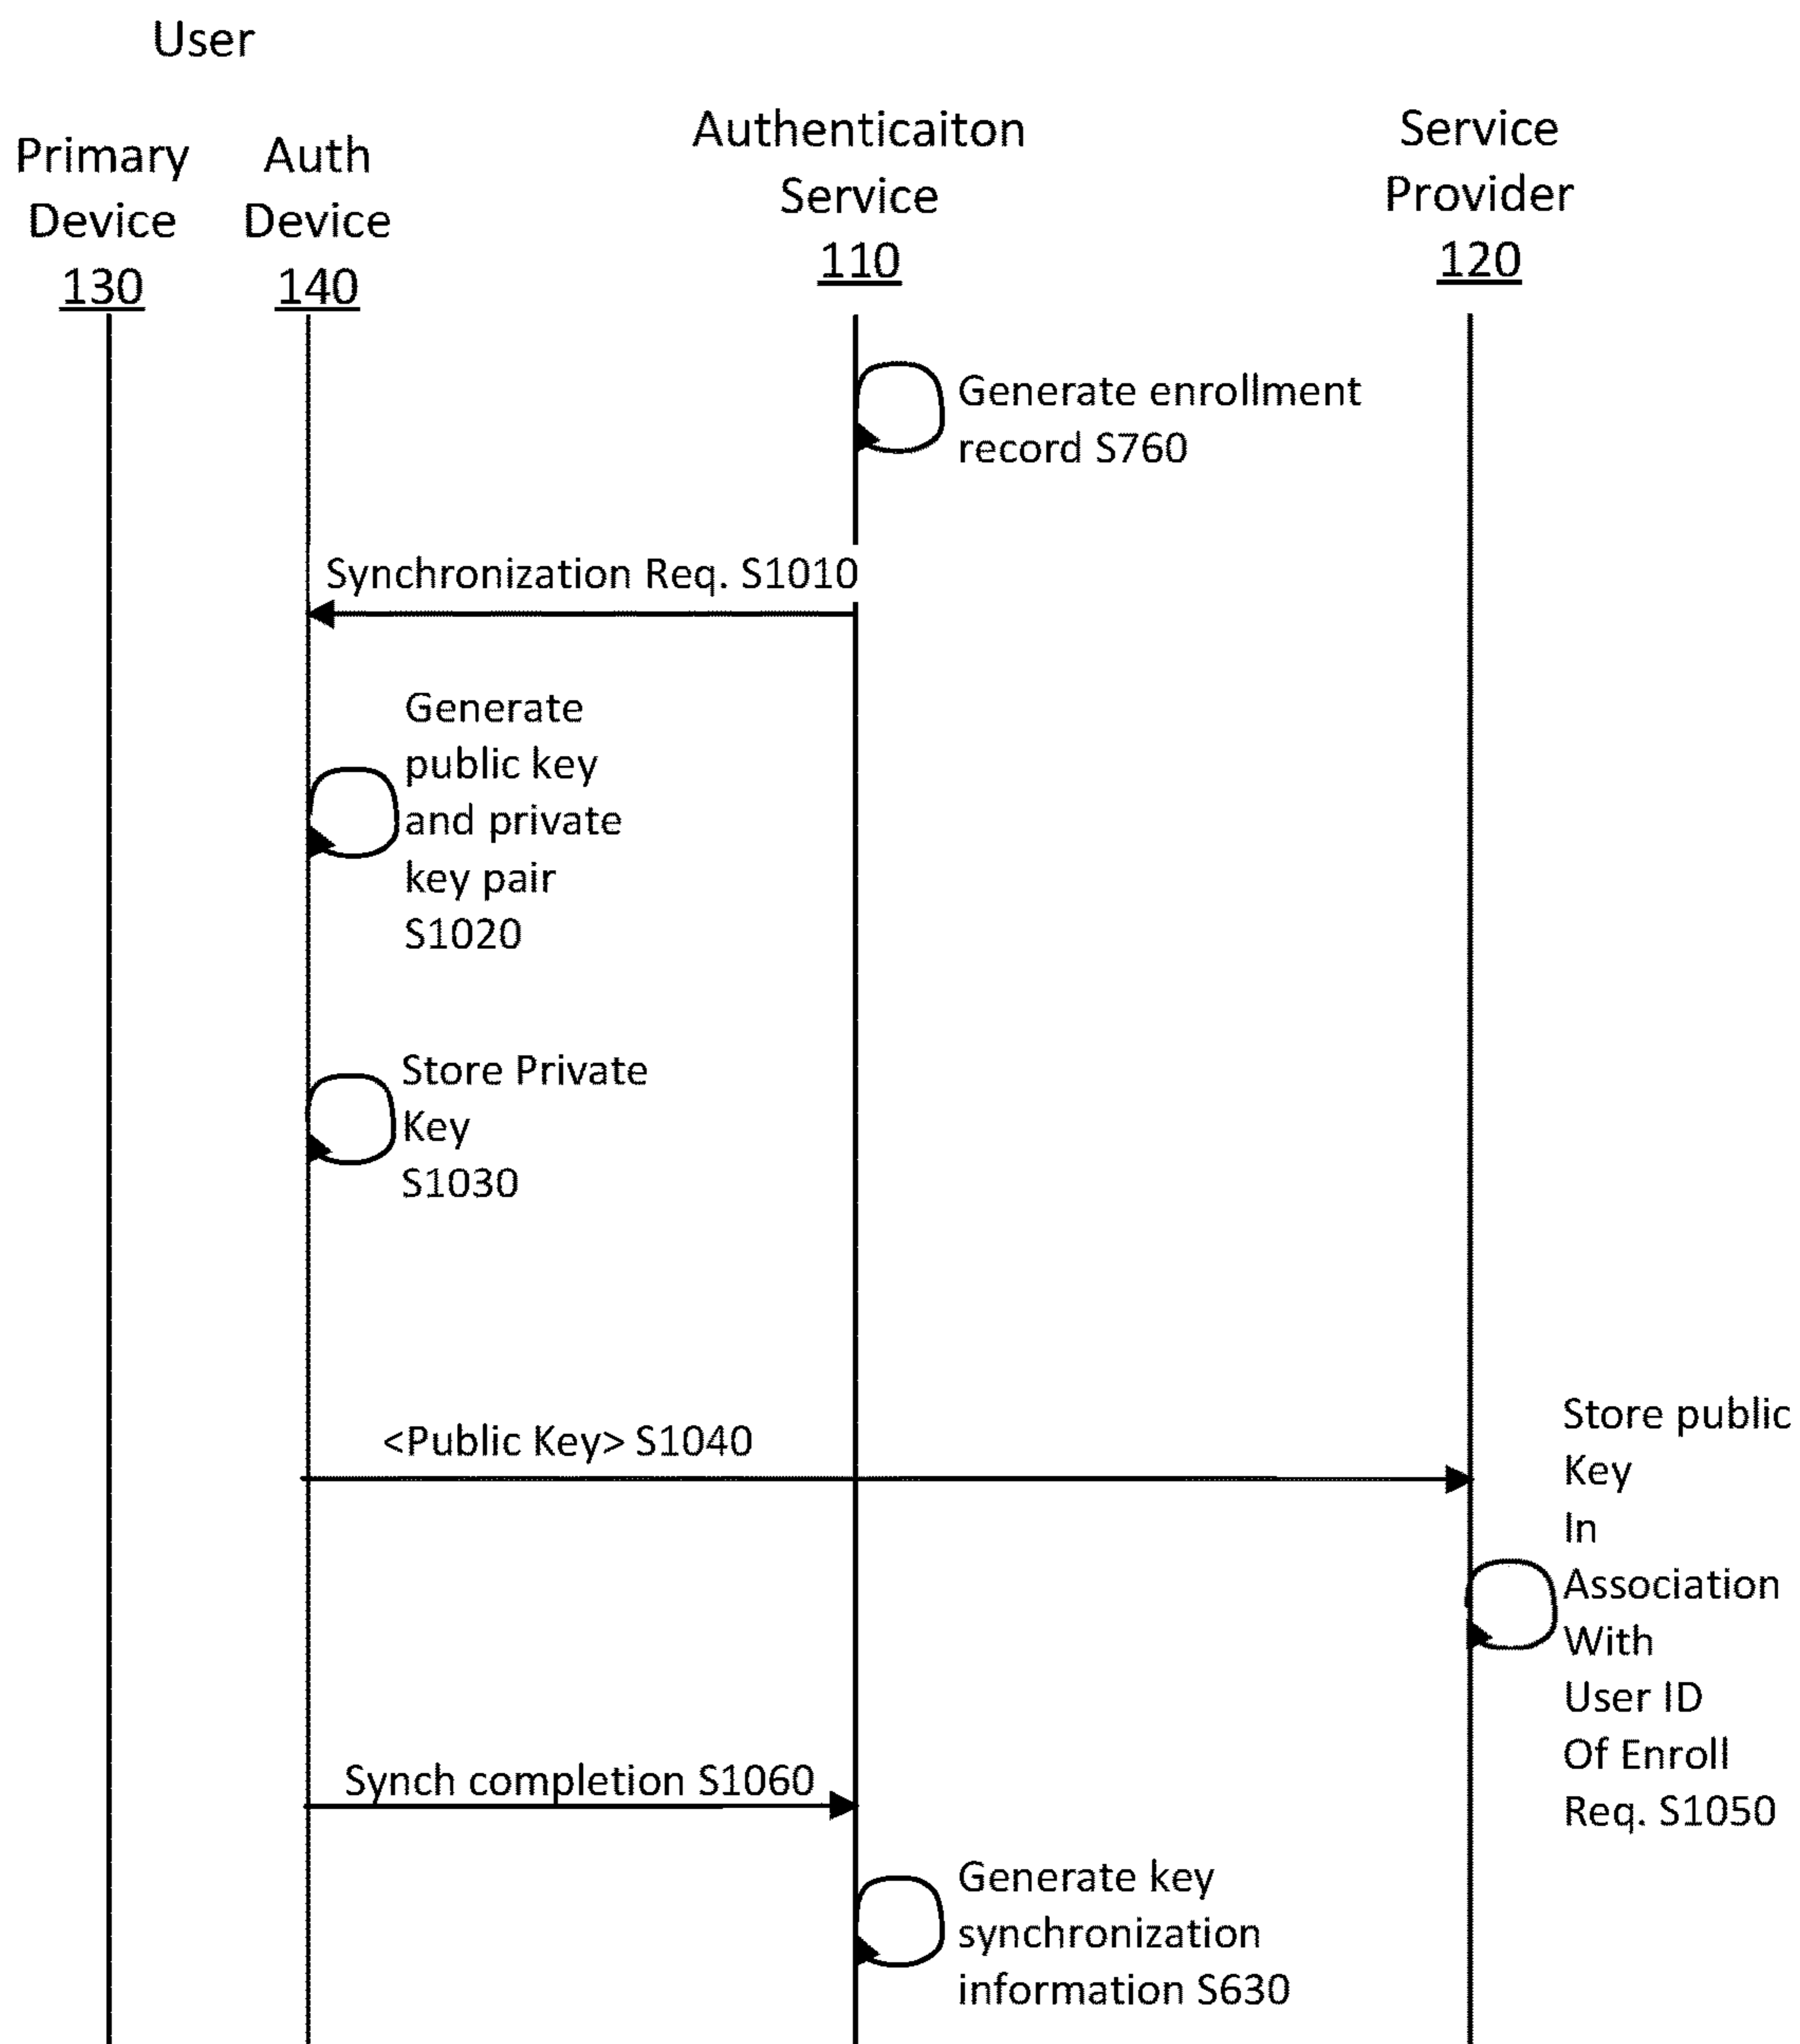 User
Primary
Device
130
Auth
Device
140
Authenticaiton
Service
110
Service
Provider
120
Generate enrollment
record S760
Synchronization Req. S1010
Generate
public key
and private
key pair
S1020
Store Private
Key
S1030
<Public Key> S1040
Store public
Key
In
Association
With
User ID
Of Enroll
Req. S1050
Synch completion S1060
Generate key
synchronization
information S630